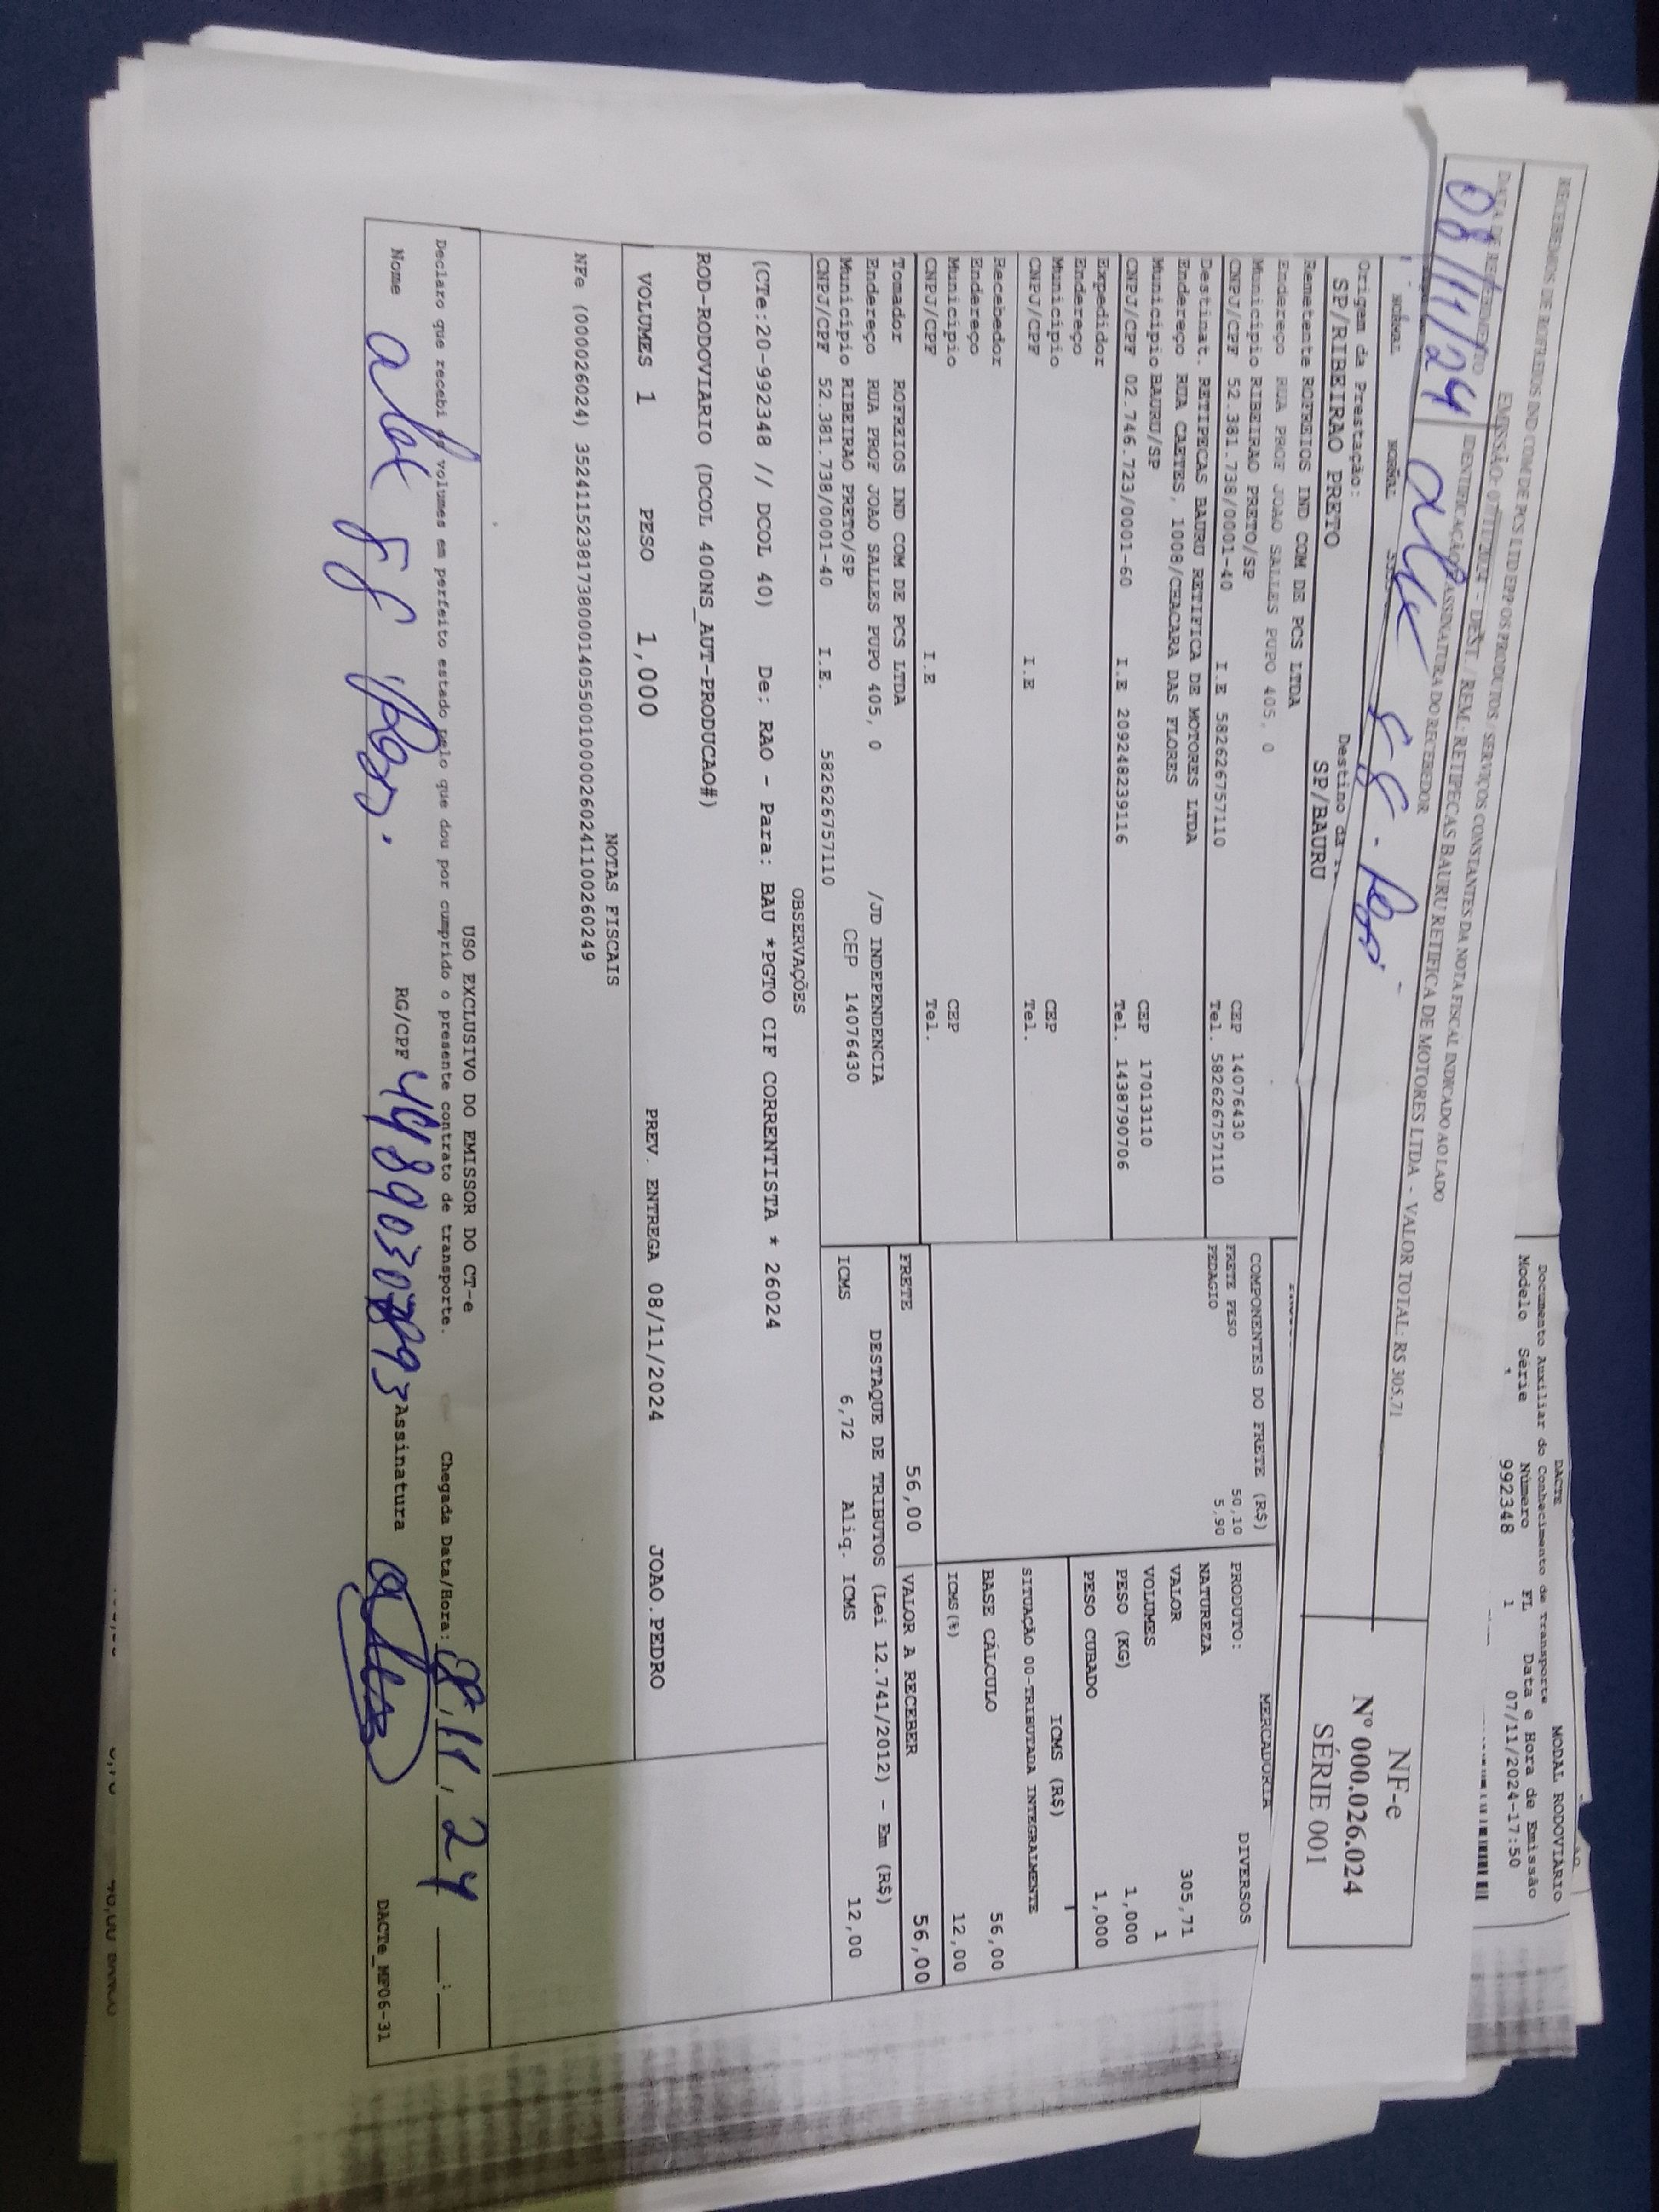 RECEBEMOS DE ROFREIOS IND COM DE PCS LTD EPP OS PRODUTOS / SERVIÇOS CONSTANTES DA NOTA FISCAL INDICADO AO LADO
EMISSÃO: 07/11/2024 - DEST. / REM.: RETIPECAS BAURU RETIFICA DE MOTORES LTDA - VALOR TOTAL: R$ 305,71
DATA DE RECEBIMENTO IDENTIFICAÇÃO E ASSINATURA DO RECEBEDOR
08/11/24
NF-e
Nº 000.026.024
SÉRIE 001
DACTE MODAL RODOVIÁRIO
Documento Auxiliar do Conhecimento de Transporte
Modelo Série Número FL Data e Hora de Emissão
992348 1 07/11/2024-17:50
NORMAL NORMAL
Origem da Prestação: Destino da
SP/RIBEIRAO PRETO SP/BAURU
Remetente ROFREIOS IND COM DE PCS LTDA
Endereço RUA PROF JOAO SALLES PUPO 405, 0
Município RIBEIRAO PRETO/SP CEP 14076430
CNPJ/CPF 52.381.738/0001-40 I.E 582626757110 Tel. 582626757110
Destinat. RETIPECAS BAURU RETIFICA DE MOTORES LTDA
Endereço RUA CAETES, 1008/CHACARA DAS FLORES
Município BAURU/SP CEP 17013110
CNPJ/CPF 02.746.723/0001-60 I.E 209248239116 Tel. 1438790706
Expedidor
Endereço
Município CEP
CNPJ/CPF I.E Tel.
Recebedor
Endereço
Município CEP
CNPJ/CPF I.E Tel.
Tomador ROFREIOS IND COM DE PCS LTDA
Endereço RUA PROF JOAO SALLES PUPO 405, 0 /JD INDEPENDENCIA
Município RIBEIRAO PRETO/SP CEP 14076430
CNPJ/CPF 52.381.738/0001-40 I.E. 582626757110
COMPONENTES DO FRETE (R$)
FRETE PESO 50,10
PEDAGIO 5,90
MERCADORIA
PRODUTO: DIVERSOS
NATUREZA
VALOR 305,71
VOLUMES 1
PESO (KG) 1,000
PESO CUBADO 1,000
ICMS (R$)
SITUAÇÃO 00-TRIBUTADA INTEGRALMENTE
BASE CÁLCULO 56,00
ICMS(%) 12,00
FRETE 56,00 VALOR A RECEBER 56,00
DESTAQUE DE TRIBUTOS (Lei 12.741/2012) - Em (R$)
ICMS 6,72 Aliq. ICMS 12,00
OBSERVAÇÕES
(CTe:20-992348 // DCOL 40) De: RAO - Para: BAU *PGTO CIF CORRENTISTA * 26024
ROD-RODOVIARIO (DCOL 400NS_AUT-PRODUCAO#)
VOLUMES 1 PESO 1,000 PREV. ENTREGA 08/11/2024 JOAO.PEDRO
NOTAS FISCAIS
NFe (000026024) 35241152381738000140550010000260241100260249
USO EXCLUSIVO DO EMISSOR DO CT-e
Declaro que recebi os volumes em perfeito estado pelo que dou por cumprido o presente contrato de transporte. Chegada Data/Hora: 8,11,24 :
Nome RG/CPF Assinatura
DACTe_MF06-31